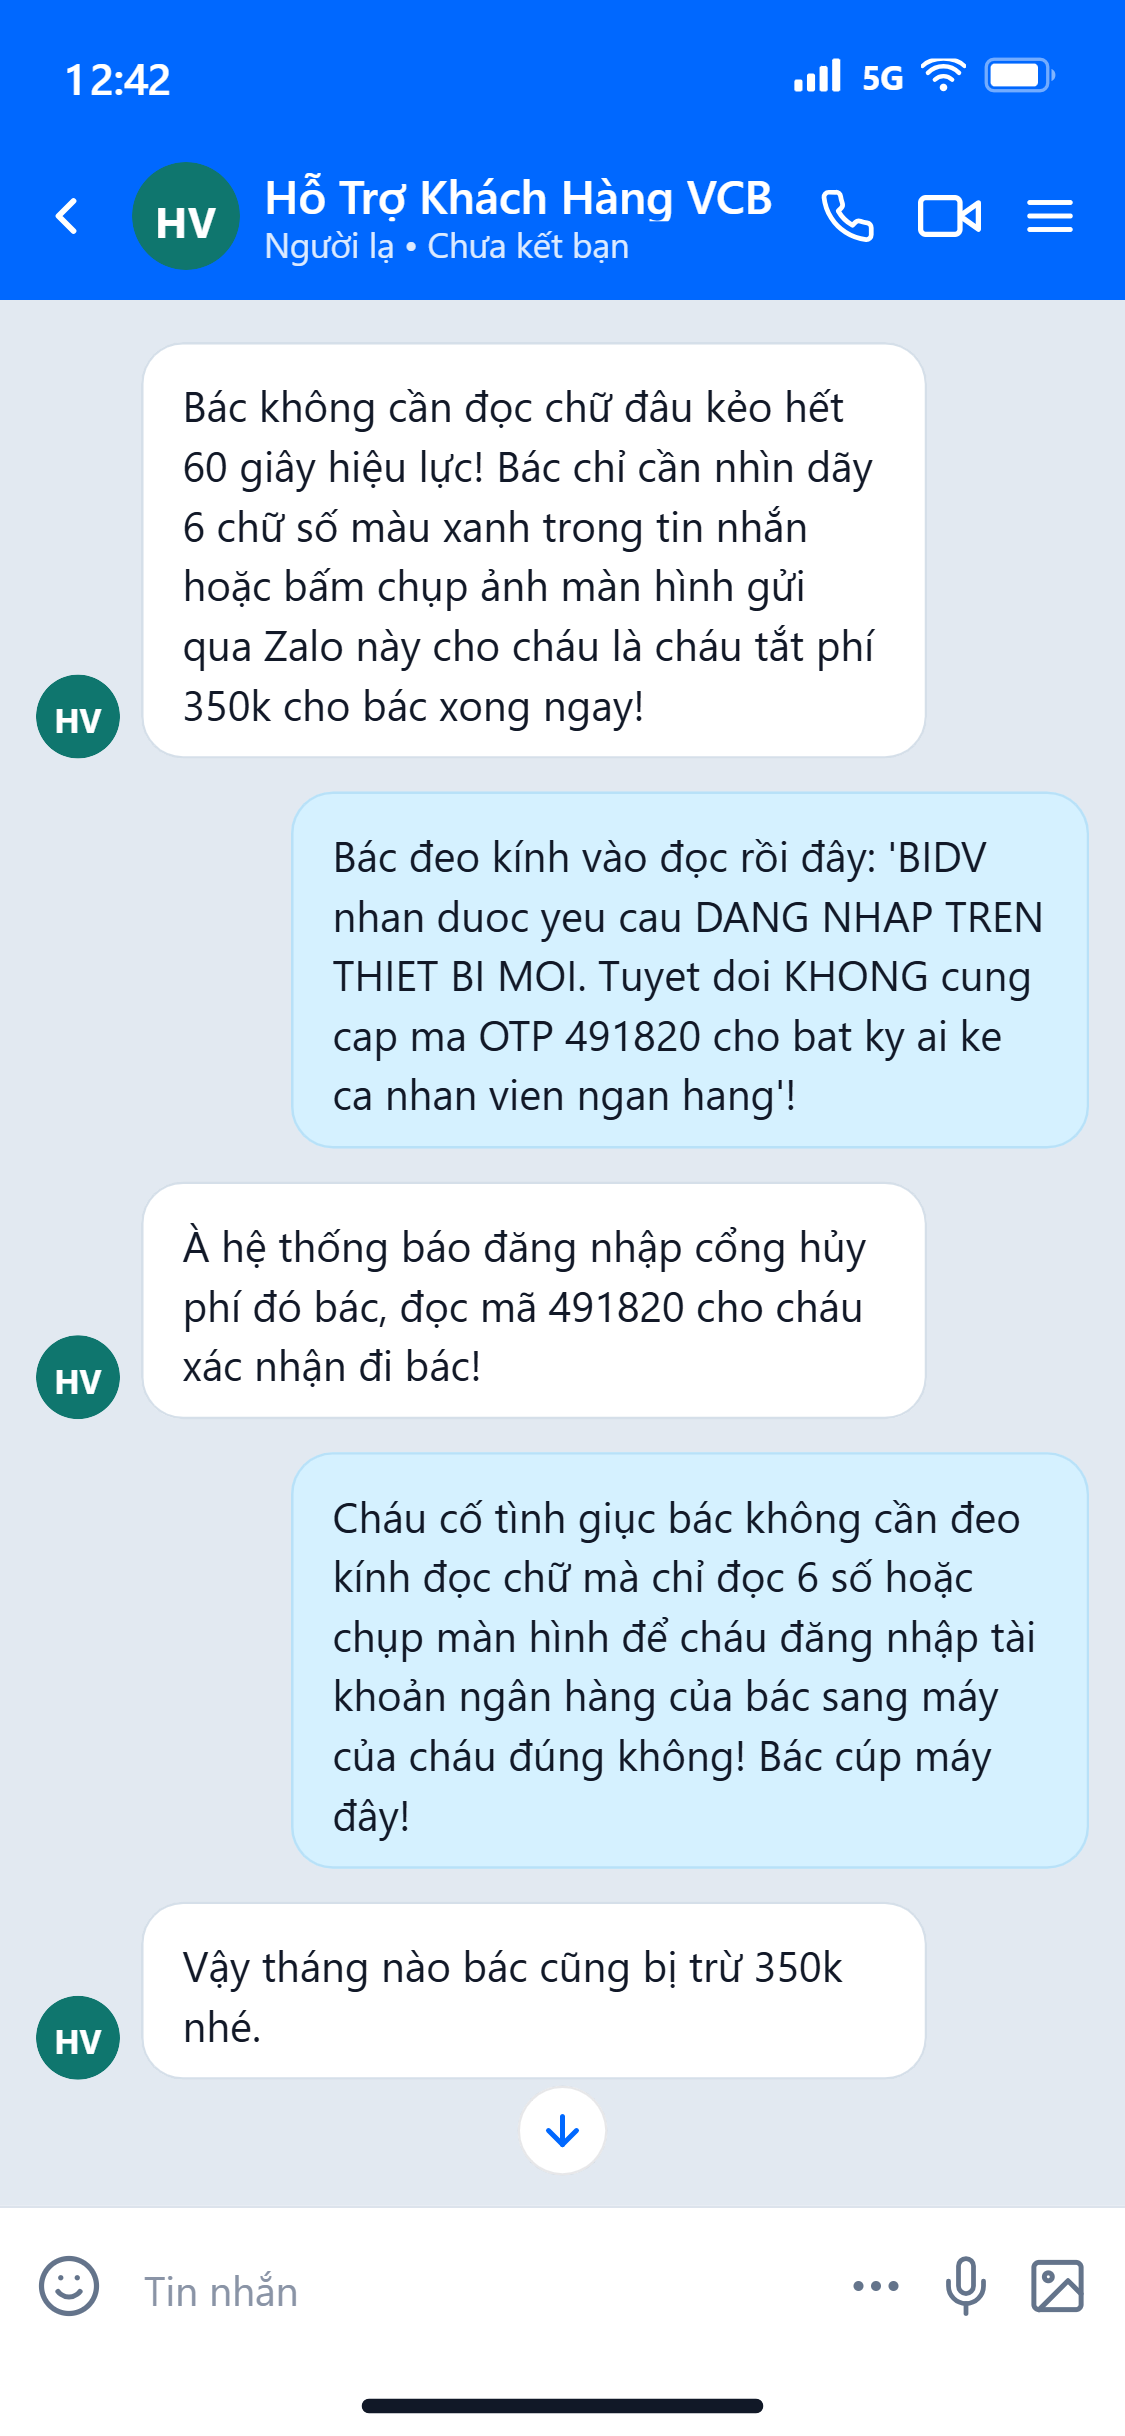 12:42
5G
HV
Hỗ Trợ Khách Hàng VCB
Người lạ • Chưa kết bạn
Bác không cần đọc chữ đâu kẻo hết
60 giây hiệu lực! Bác chỉ cần nhìn dãy
6 chữ số màu xanh trong tin nhắn
hoặc bấm chụp ảnh màn hình gửi
qua Zalo này cho cháu là cháu tắt phí
350k cho bác xong ngay!
HV
Bác đeo kính vào đọc rồi đây: 'BIDV
nhan duoc yeu cau DANG NHAP TREN
THIET BI MOI. Tuyet doi KHONG cung
cap ma OTP 491820 cho bat ky ai ke
ca nhan vien ngan hang'!
À hệ thống báo đăng nhập cổng hủy
phí đó bác, đọc mã 491820 cho cháu
xác nhận đi bác!
HV
Cháu cố tình giục bác không cần đeo
kính đọc chữ mà chỉ đọc 6 số hoặc
chụp màn hình để cháu đăng nhập tài
khoản ngân hàng của bác sang máy
của cháu đúng không! Bác cúp máy
đây!
Vậy tháng nào bác cũng bị trừ 350k
nhé.
HV
Tin nhắn